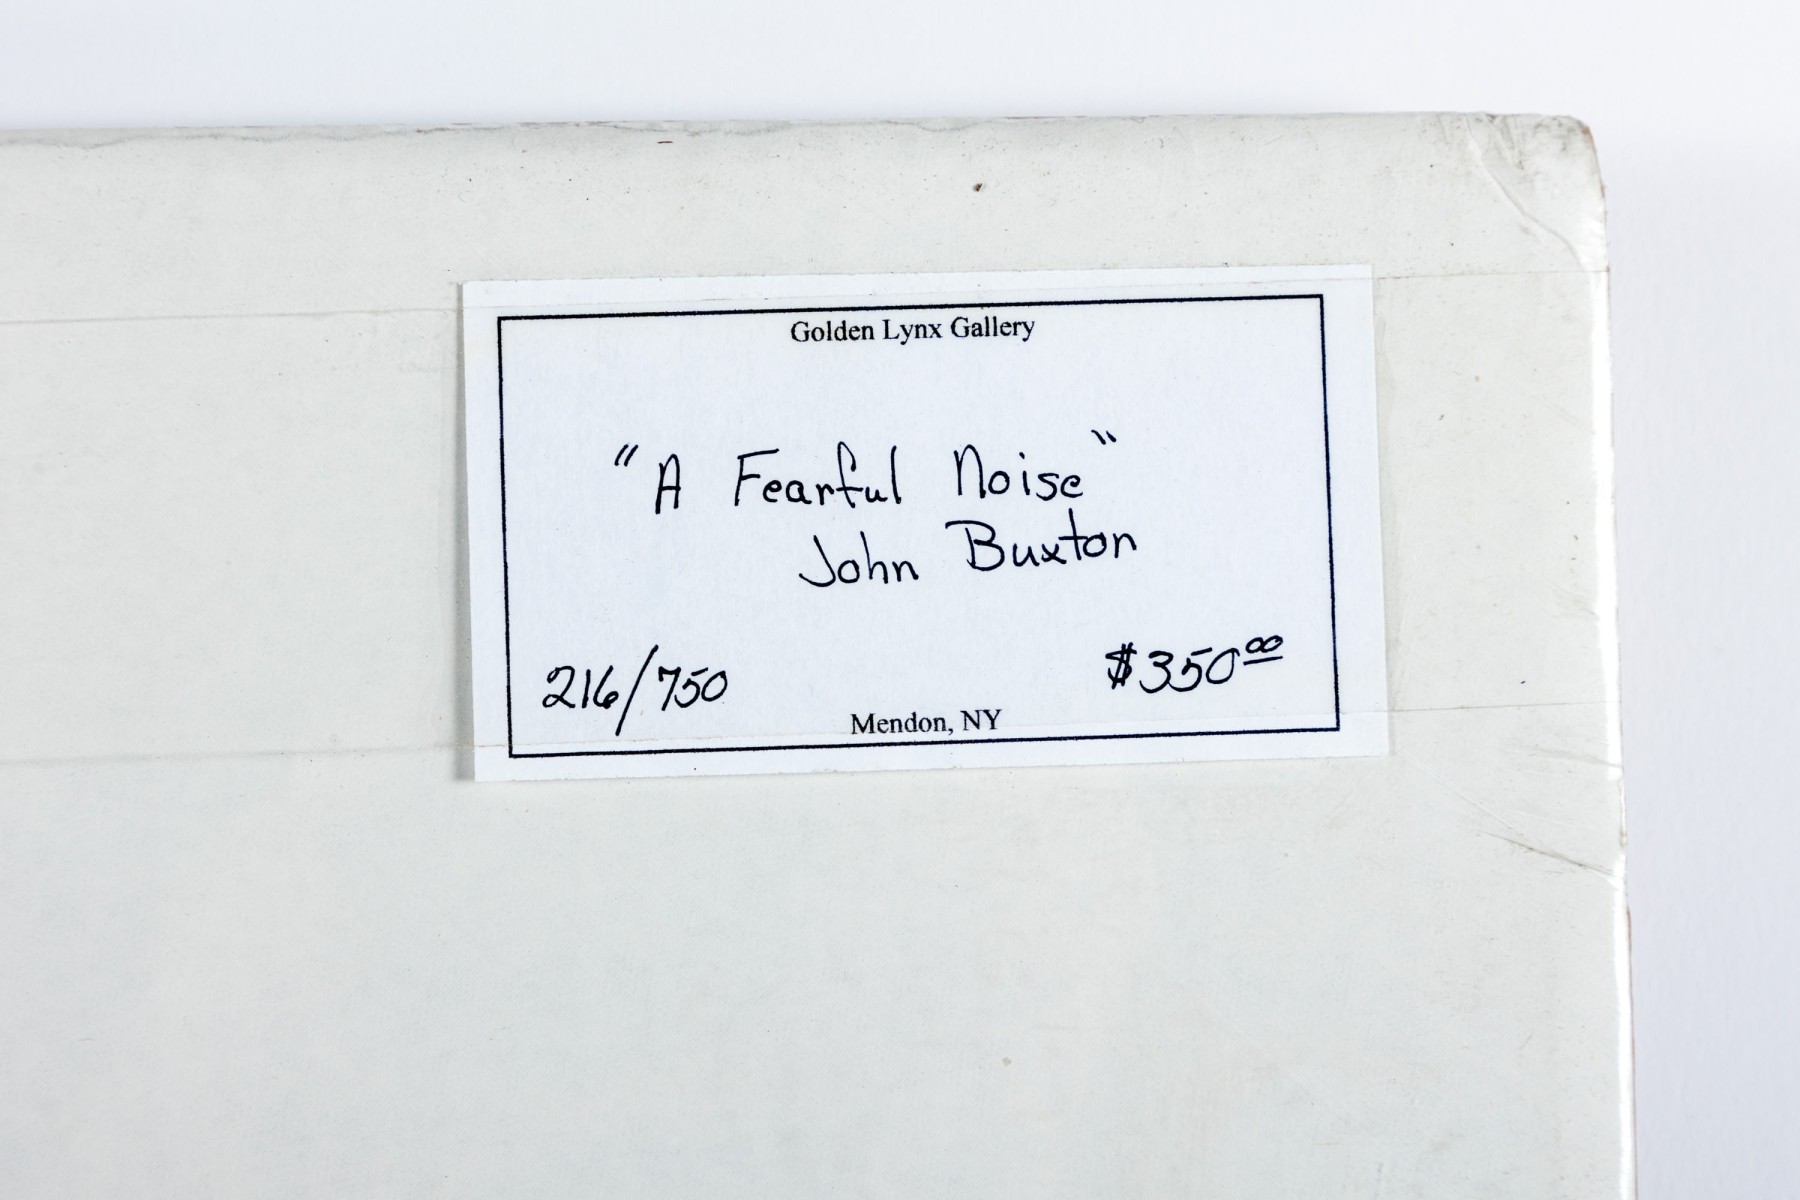 Golden Lynx Gallery
"A Fearful Noise"
John Buxton
216/750
$350.00
Mendon, NY